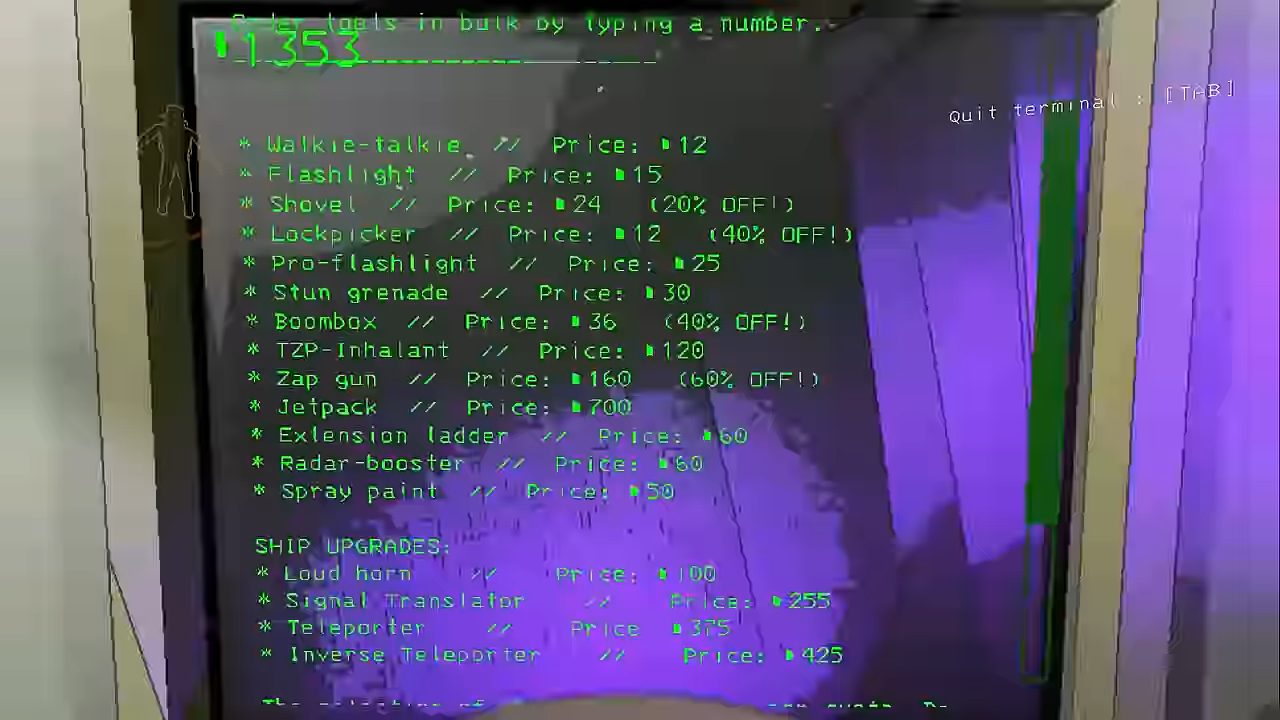 Order tools in bulk by typing a number.
1353
Quit terminal : [TAB]
* Walkie-talkie // Price: ▮12
* Flashlight // Price: ▮15
* Shovel // Price: ▮24 (20% OFF!)
* Lockpicker // Price: ▮12 (40% OFF!)
* Pro-flashlight // Price: ▮25
* Stun grenade // Price: ▮30
* Boombox // Price: ▮36 (40% OFF!)
* TZP-Inhalant // Price: ▮120
* Zap gun // Price: ▮160 (60% OFF!)
* Jetpack // Price: ▮700
* Extension ladder // Price: ▮60
* Radar-booster // Price: ▮60
* Spray paint // Price: ▮50
SHIP UPGRADES:
* Loud horn // Price: ▮100
* Signal Translator // Price: ▮255
* Teleporter // Price ▮375
* Inverse Teleporter // Price: ▮425